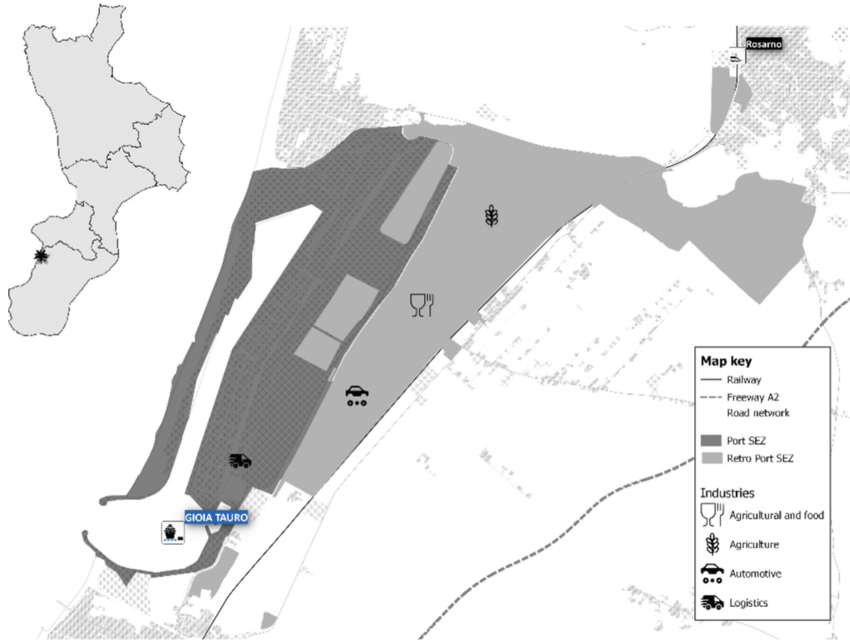 Rosarno
GIOIA TAURO
Map key
Railway
Freeway A2
Road network
Port SEZ
Retro Port SEZ
Industries
Agricultural and food
Agriculture
Automotive
Logistics